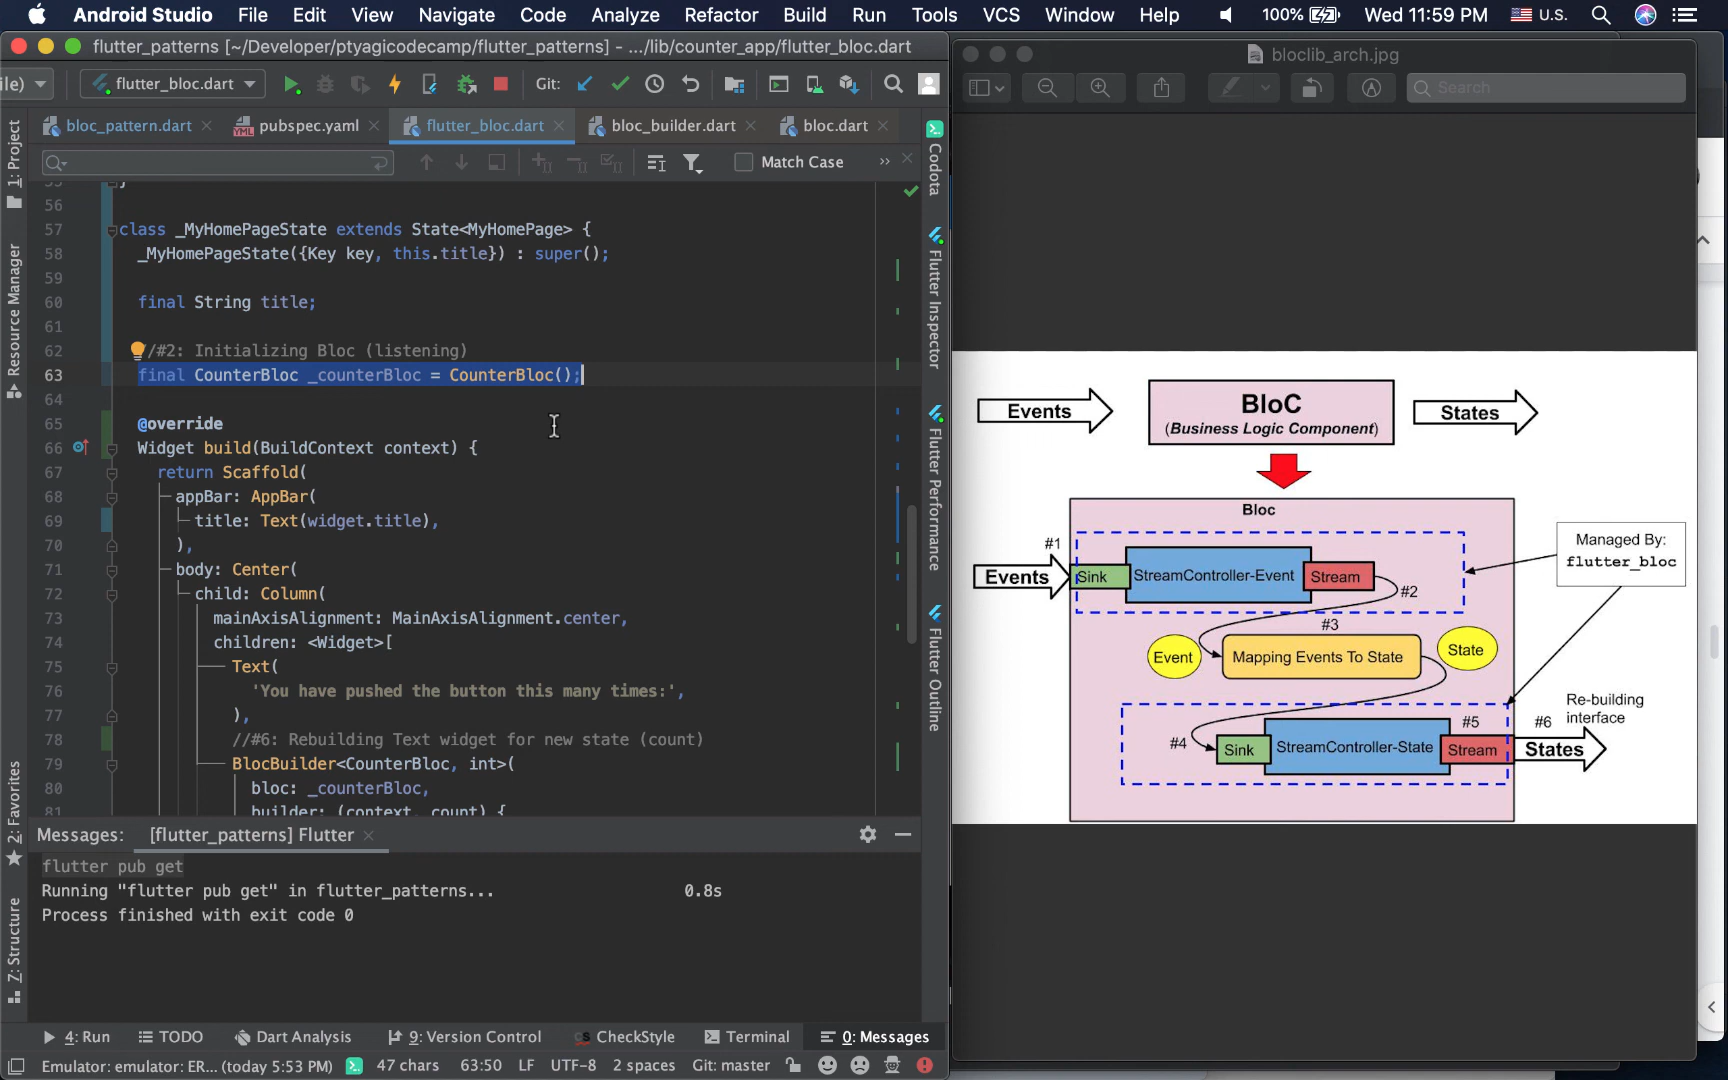 Android Studio File Edit View Navigate Code Analyze Refactor Build Run Tools VCS Window Help 100% Wed 11:59 PM U.S.
flutter_patterns [~/Developer/ptyagicodecamp/flutter_patterns] - .../lib/counter_app/flutter_bloc.dart
ile) flutter_bloc.dart Git:
bloc_pattern.dart pubspec.yaml flutter_bloc.dart bloc_builder.dart bloc.dart
Match Case
1: Project
Resource Manager
2: Favorites
Z: Structure
56
57 class _MyHomePageState extends State<MyHomePage> {
58 _MyHomePageState({Key key, this.title}) : super();
59
60 final String title;
61
62 //#2: Initializing Bloc (listening)
63 final CounterBloc _counterBloc = CounterBloc();
64
65 @override
66 Widget build(BuildContext context) {
67 return Scaffold(
68 appBar: AppBar(
69 title: Text(widget.title),
70 ),
71 body: Center(
72 child: Column(
73 mainAxisAlignment: MainAxisAlignment.center,
74 children: <Widget>[
75 Text(
76 'You have pushed the button this many times:',
77 ),
78 //#6: Rebuilding Text widget for new state (count)
79 BlocBuilder<CounterBloc, int>(
80 bloc: _counterBloc,
81 builder: (context, count) {
Codota
Flutter Inspector
Flutter Performance
Flutter Outline
Messages: [flutter_patterns] Flutter
flutter pub get
Running "flutter pub get" in flutter_patterns... 0.8s
Process finished with exit code 0
4: Run TODO Dart Analysis 9: Version Control CheckStyle Terminal 0: Messages
Emulator: emulator: ER... (today 5:53 PM) 47 chars 63:50 LF UTF-8 2 spaces Git: master
bloclib_arch.jpg
Search
Events
BloC
(Business Logic Component)
States
Bloc
#1
Events
Sink
StreamController-Event
Stream
#2
Managed By:
flutter_bloc
#3
Event
Mapping Events To State
State
#4
Sink
StreamController-State
#5
Stream
#6
Re-building
interface
States